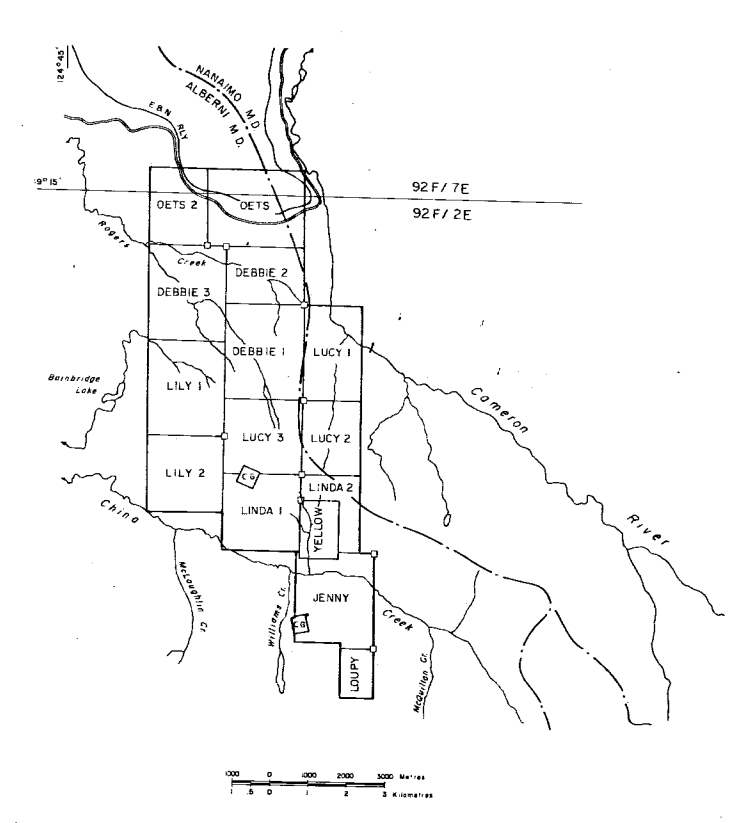 124° 45'
NANAIMO M.D.
ALBERNI M.D.
E & N RLY
9° 15'
92 F / 7E
92 F / 2E
OETS 2
OETS
Rogers
Creek
DEBBIE 2
DEBBIE 3
DEBBIE 1
LUCY 1
Bainbridge
Lake
LILY 1
Cameron
LUCY 3
LUCY 2
LILY 2
CG
LINDA 2
LINDA 1
YELLOW
China
River
McLaughlin Cr.
Williams Cr.
JENNY
Creek
CG
LOUPY
McQuillan Cr.
1000 0 1000 2000 3000 Metres
1 .5 0 1 2 3 Kilometres